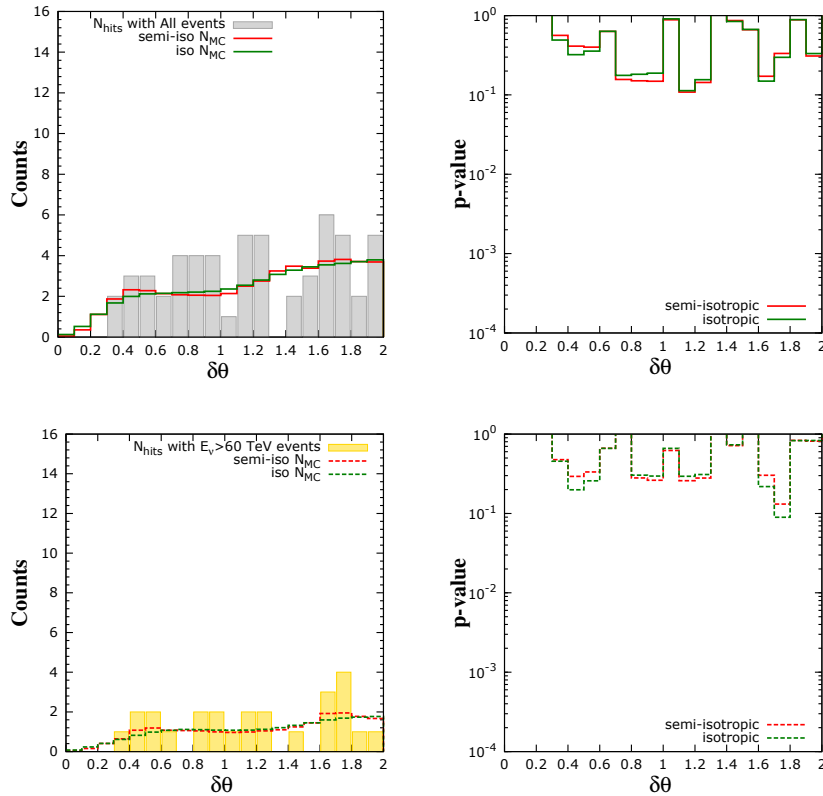 N_hits with All events
semi-iso N_MC
iso N_MC
Counts
16
14
12
10
8
6
4
2
0
0 0.2 0.4 0.6 0.8 1 1.2 1.4 1.6 1.8 2
δθ
p-value
10^0
10^-1
10^-2
10^-3
10^-4
semi-isotropic
isotropic
0 0.2 0.4 0.6 0.8 1 1.2 1.4 1.6 1.8 2
δθ
N_hits with E_ν>60 TeV events
semi-iso N_MC
iso N_MC
Counts
16
14
12
10
8
6
4
2
0
0 0.2 0.4 0.6 0.8 1 1.2 1.4 1.6 1.8 2
δθ
p-value
10^0
10^-1
10^-2
10^-3
10^-4
semi-isotropic
isotropic
0 0.2 0.4 0.6 0.8 1 1.2 1.4 1.6 1.8 2
δθ